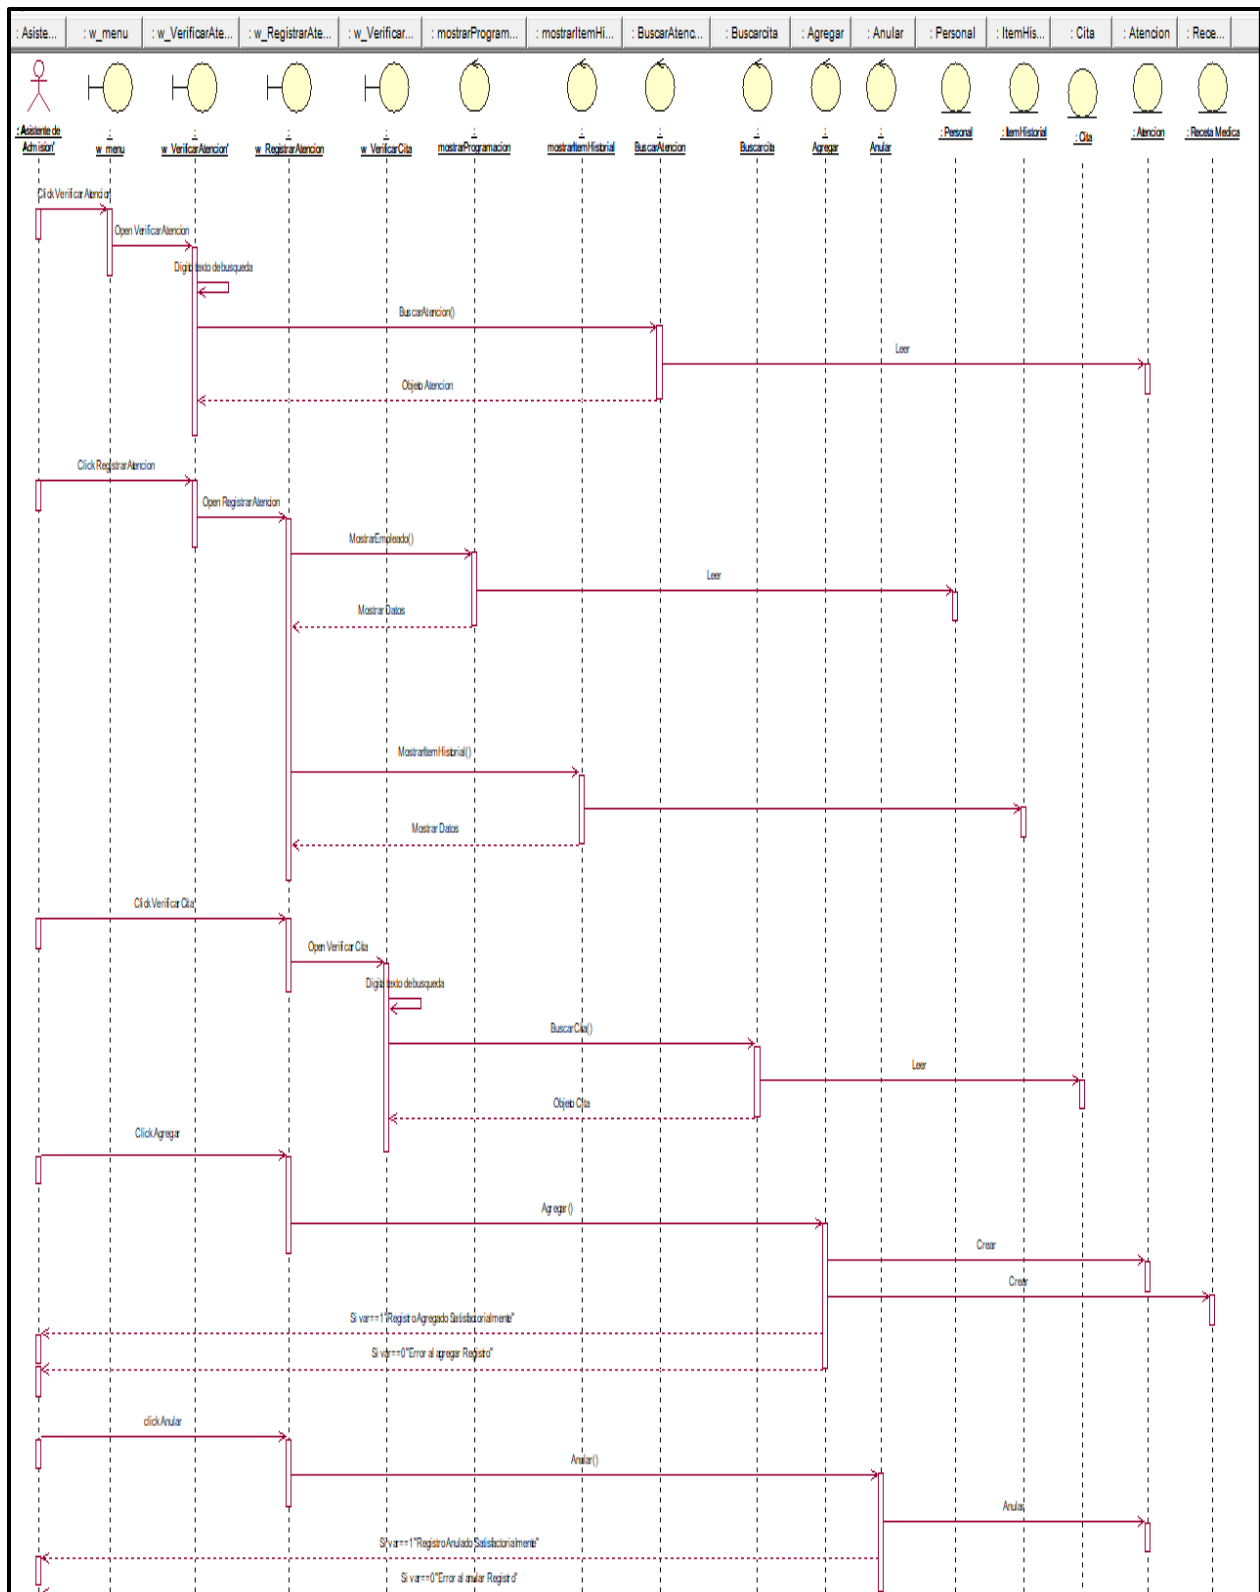 : Asiste...
: w_menu
: w_VerificarAte...
: w_RegistrarAte...
: w_Verificar...
: mostrarProgram...
: mostrarItemHi...
: BuscarAtenc...
: Buscarcita
: Agregar
: Anular
: Personal
: ItemHis...
: Cita
: Atencion
: Rece...
: Asistente de
Admision'
:
w_menu
:
w_VerificarAtencion'
:
w_RegistrarAtencion
:
w_VerificarCita
:
mostrarProgramacion
:
mostrarItemHistorial
:
BuscarAtencion
:
Buscarcita
:
Agregar
:
Anular
: Personal
: ItemHistorial
: Cita
: Atencion
: Receta Medica
Click VerificarAtencion
Open VerificarAtencion
Digita texto de busqueda
BuscarAtencion()
Leer
Objeto Atencion
Click RegistrarAtencion
Open RegistrarAtencion
MostrarEmpleado()
Leer
Mostrar Datos
MostrarItemHistorial()
Mostrar Datos
Click Verificar Cita'
Open Verificar Cita
Digita texto de busqueda
BuscarCita()
Leer
Objeto Cita
Click Agregar
Agregar ()
Crear
Crear
Si var==1"Registro Agregado Satisfactorialmente"
Si var==0"Error al agregar Registro"
click Anular
Anular()
Anular
Si var==1"Registro Anulado Satisfactorialmente"
Si var==0"Error al anular Registro"